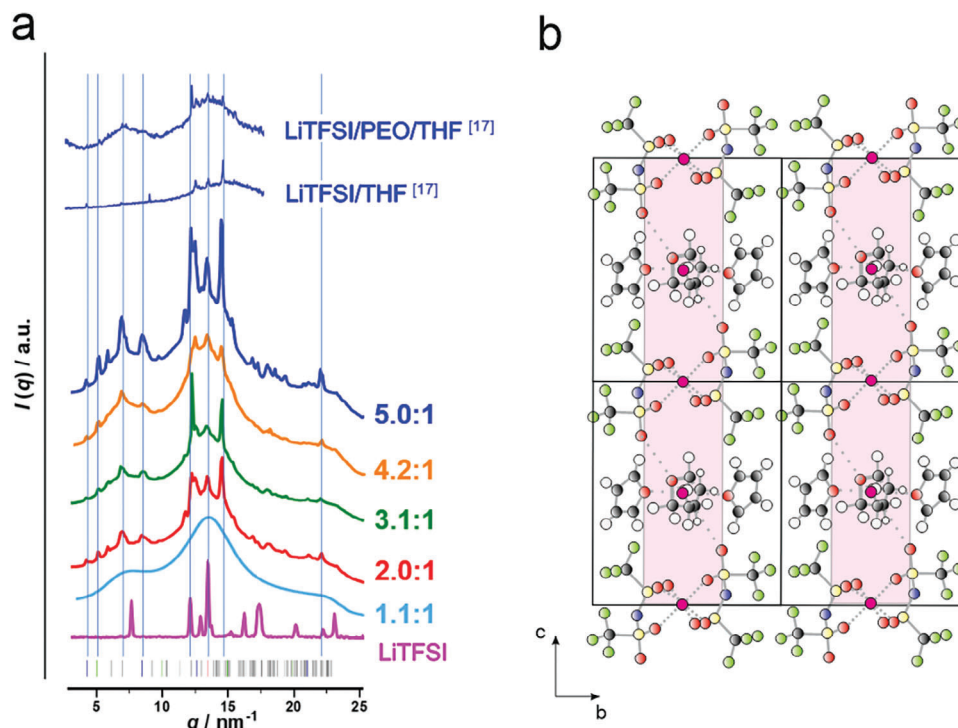 a
b
LiTFSI/PEO/THF [17]
LiTFSI/THF [17]
5.0:1
4.2:1
3.1:1
2.0:1
1.1:1
LiTFSI
I (q) / a.u.
5 10 15 20 25
q / nm-1
c
b